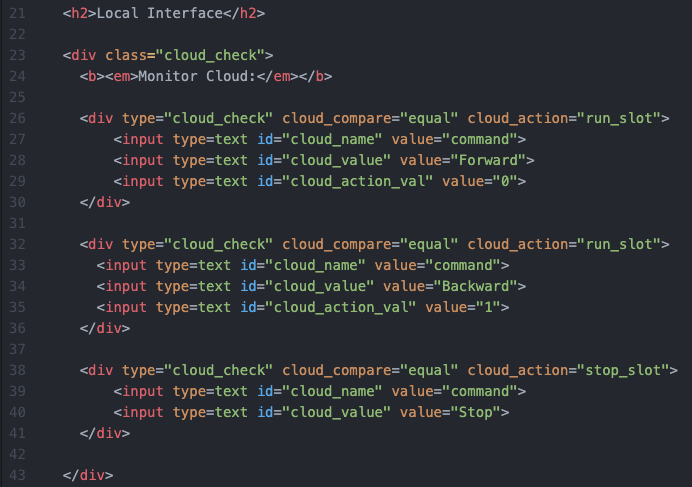 21 <h2>Local Interface</h2>
22
23 <div class="cloud_check">
24 <b><em>Monitor Cloud:</em></b>
25
26 <div type="cloud_check" cloud_compare="equal" cloud_action="run_slot">
27 <input type=text id="cloud_name" value="command">
28 <input type=text id="cloud_value" value="Forward">
29 <input type=text id="cloud_action_val" value="0">
30 </div>
31
32 <div type="cloud_check" cloud_compare="equal" cloud_action="run_slot">
33 <input type=text id="cloud_name" value="command">
34 <input type=text id="cloud_value" value="Backward">
35 <input type=text id="cloud_action_val" value="1">
36 </div>
37
38 <div type="cloud_check" cloud_compare="equal" cloud_action="stop_slot">
39 <input type=text id="cloud_name" value="command">
40 <input type=text id="cloud_value" value="Stop">
41 </div>
42
43 </div>